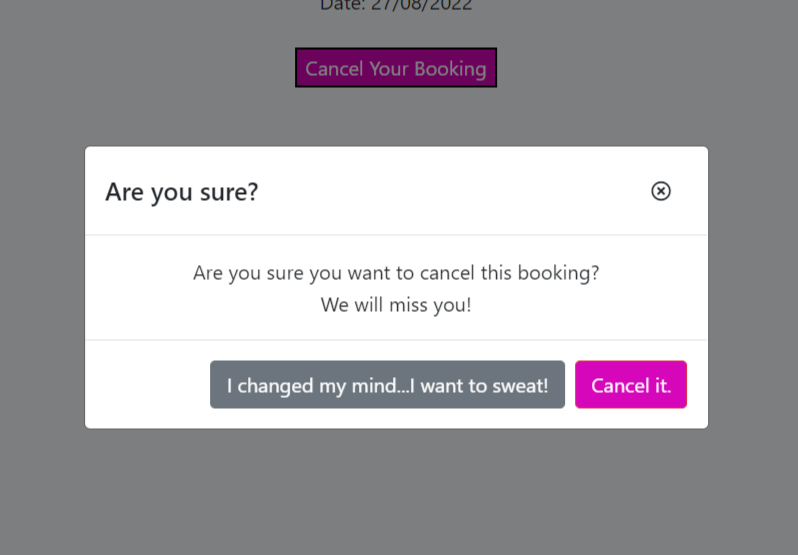 Date: 27/08/2022
Cancel Your Booking
Are you sure?
Are you sure you want to cancel this booking?
We will miss you!
I changed my mind...I want to sweat!
Cancel it.